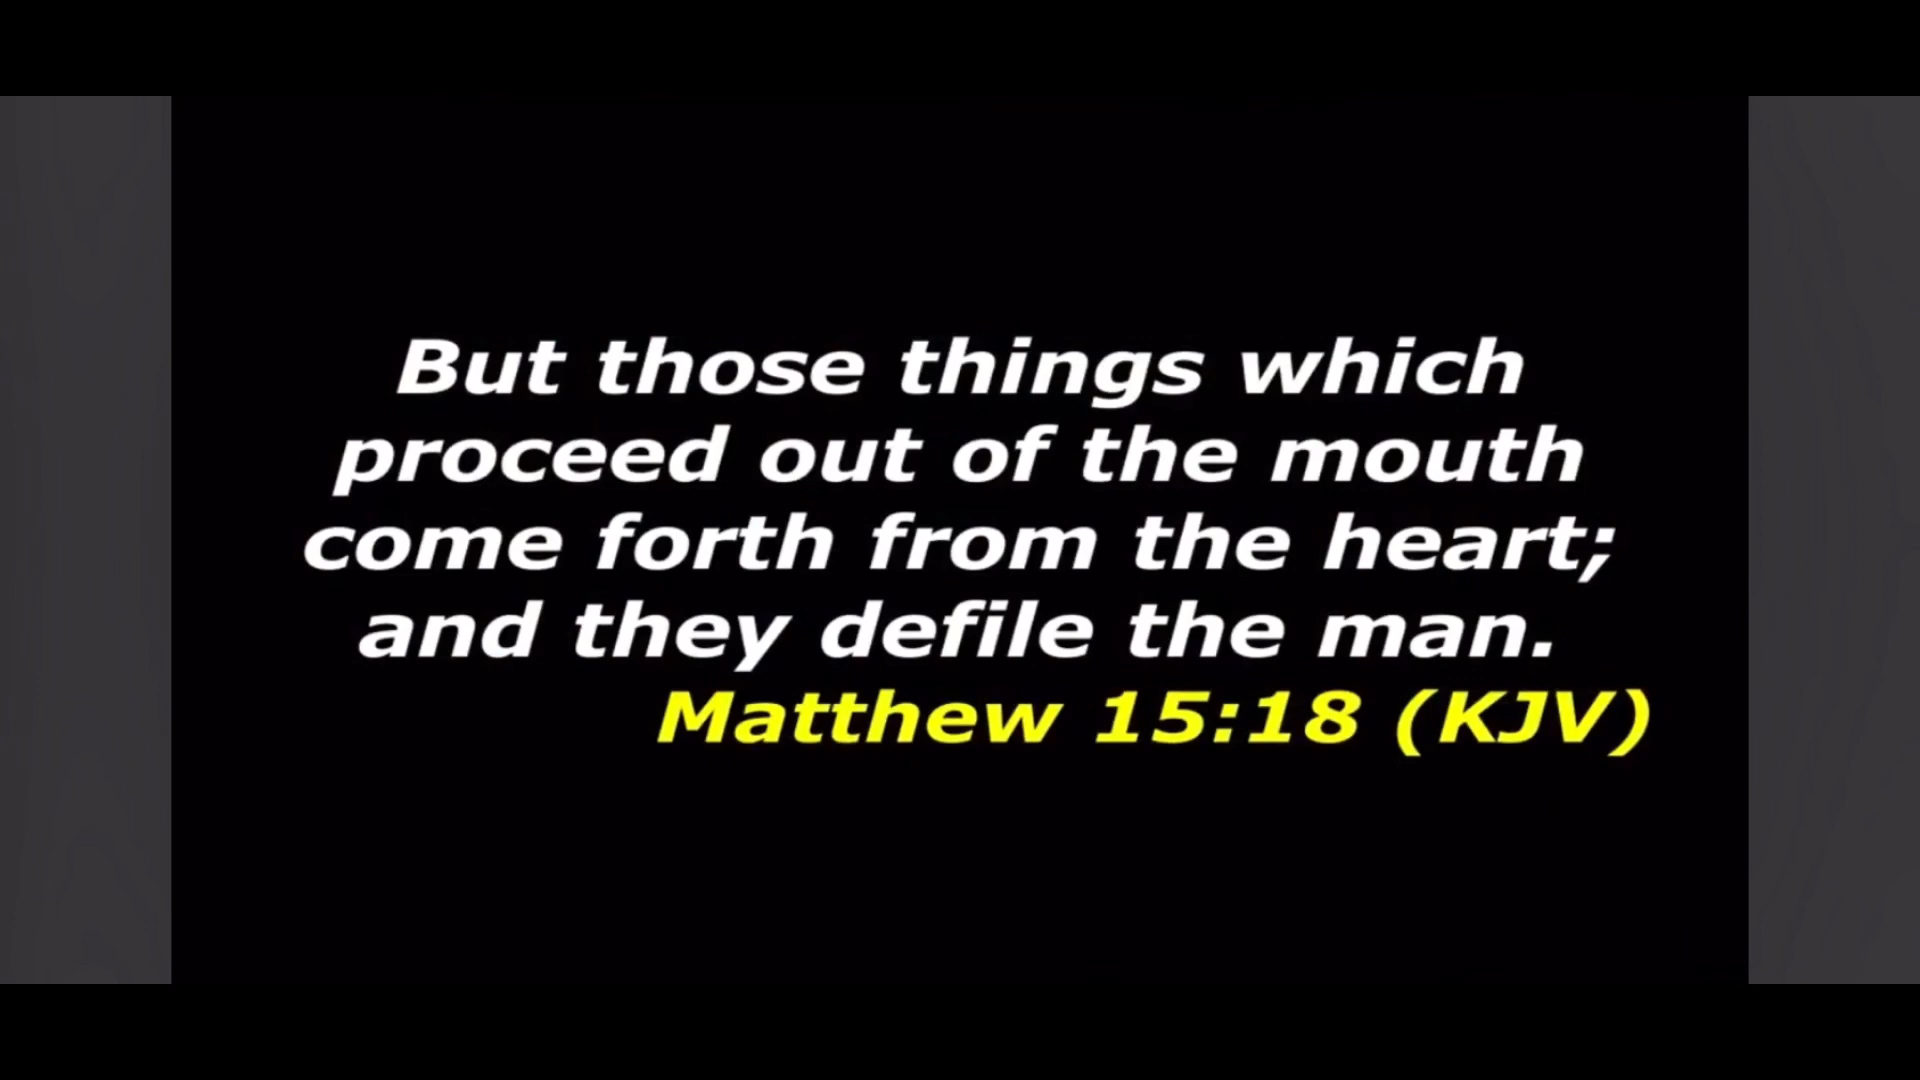 But those things which
proceed out of the mouth
come forth from the heart;
and they defile the man.
Matthew 15:18 (KJV)